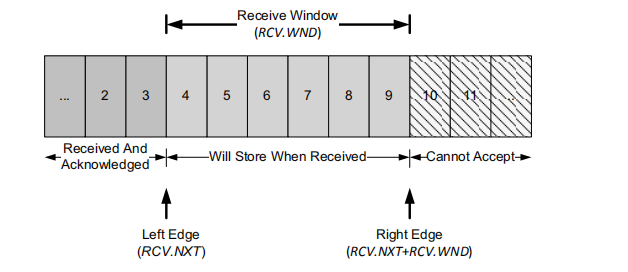 Receive Window
(RCV.WND)
... 2 3 4 5 6 7 8 9 10 11 ...
Received And
Acknowledged
Will Store When Received
Cannot Accept
Left Edge
(RCV.NXT)
Right Edge
(RCV.NXT+RCV.WND)